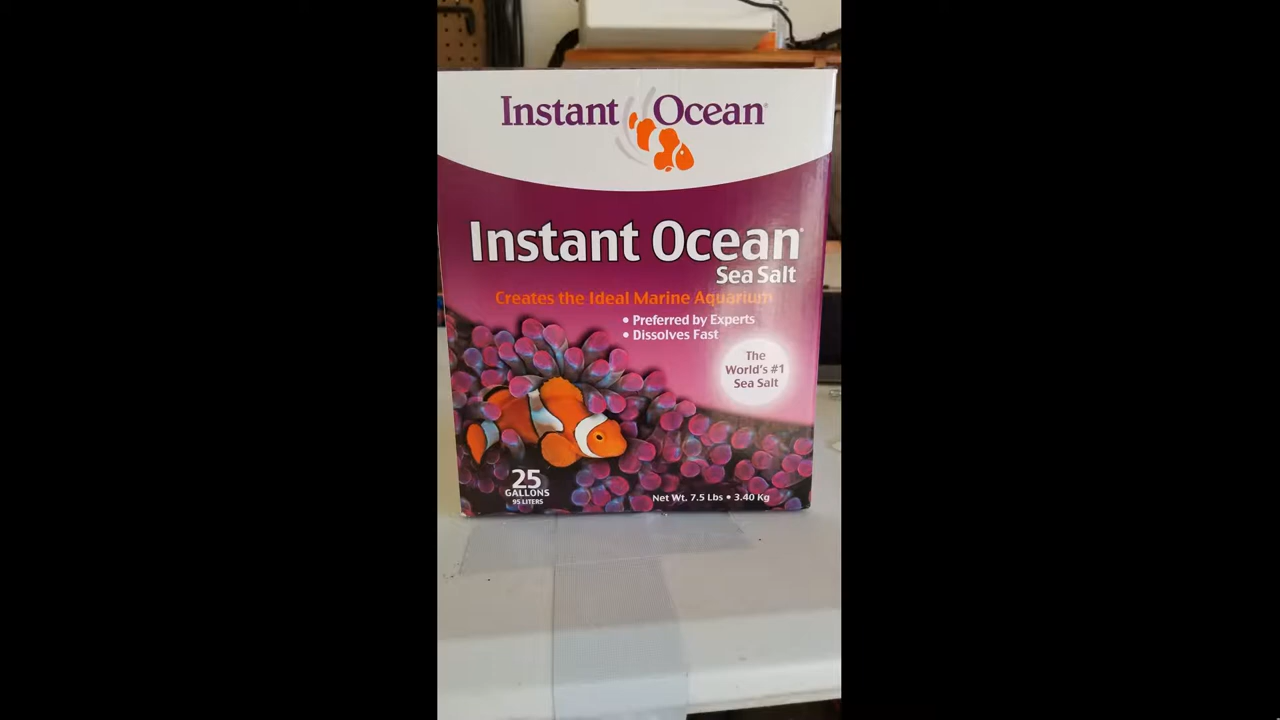 Instant Ocean®
Instant Ocean®
Sea Salt
Creates the Ideal Marine Aquarium
• Preferred by Experts
• Dissolves Fast
The
World's #1
Sea Salt
25
GALLONS
95 LITERS
Net Wt. 7.5 Lbs • 3.40 Kg